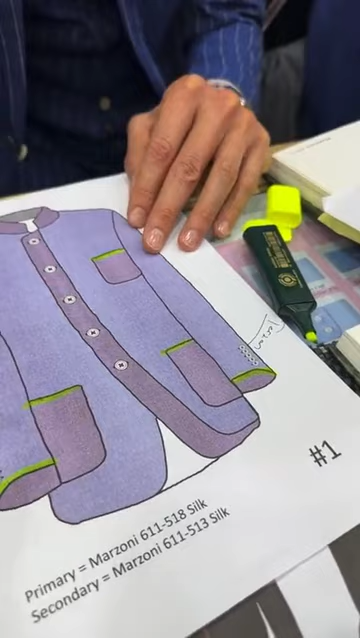 #1
Primary = Marzoni 611-518 Silk
Secondary = Marzoni 611-513 Silk